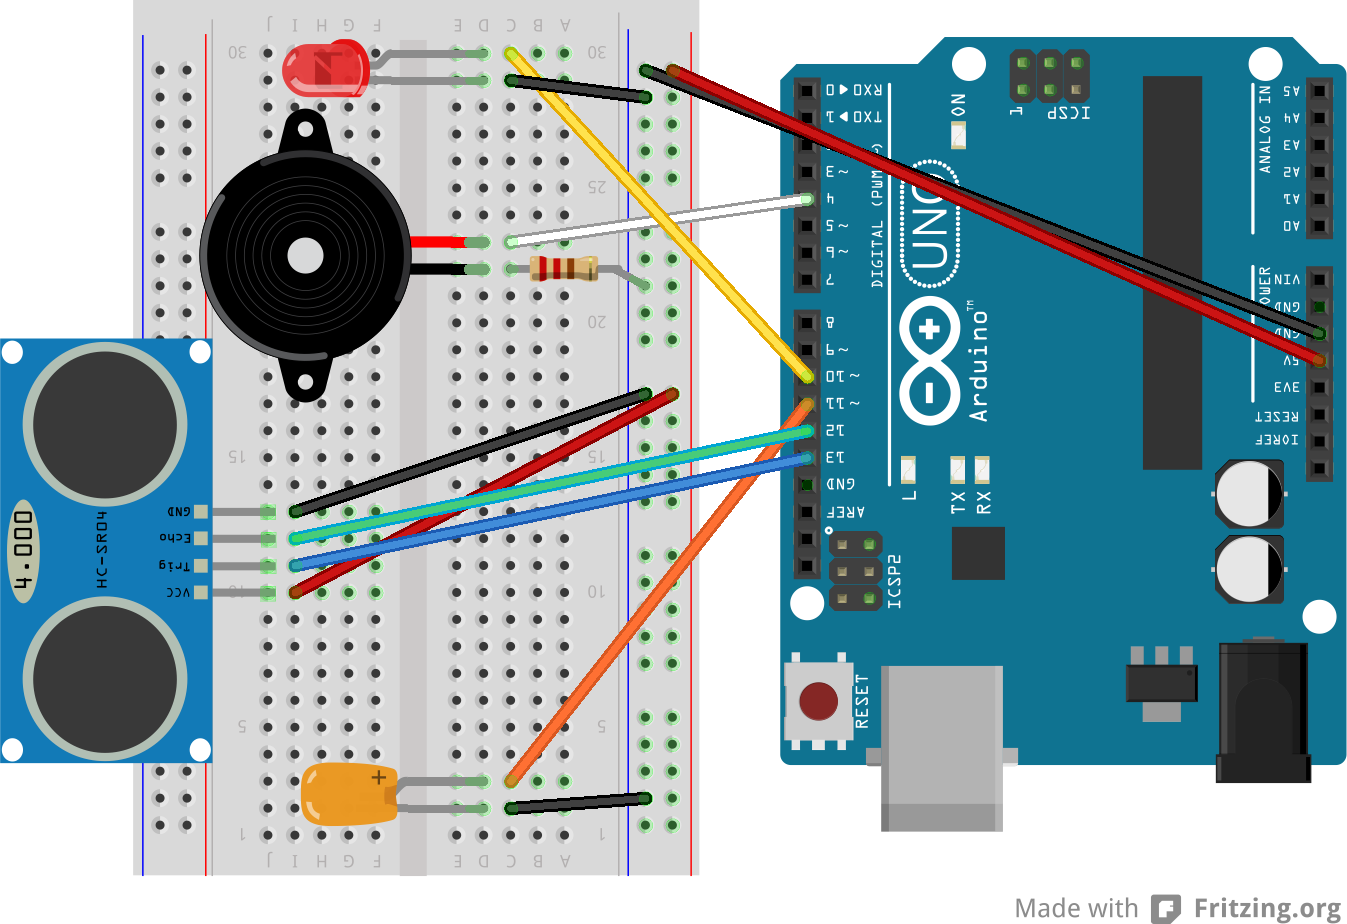 J I H G F E D C B A
30 30
25
20
15 15
10 10
5 5
1 1
J I H G F E D C B A
4.000
HC-SR04
GND
Echo
Trig
VCC
RX0◀0
TX0▶1
3 ~
4
5 ~
6 ~
7
8
9 ~
10 ~
11 ~
12
13
GND
AREF
DIGITAL (PWM
UNO
Arduino™
ON
1
ICSP
L
TX
RX
ICSP2
RESET
ANALOG IN
A5
A4
A3
A2
A1
A0
POWER
VIN
GND
GND
5V
3V3
RESET
IOREF
+
Made with Fritzing.org